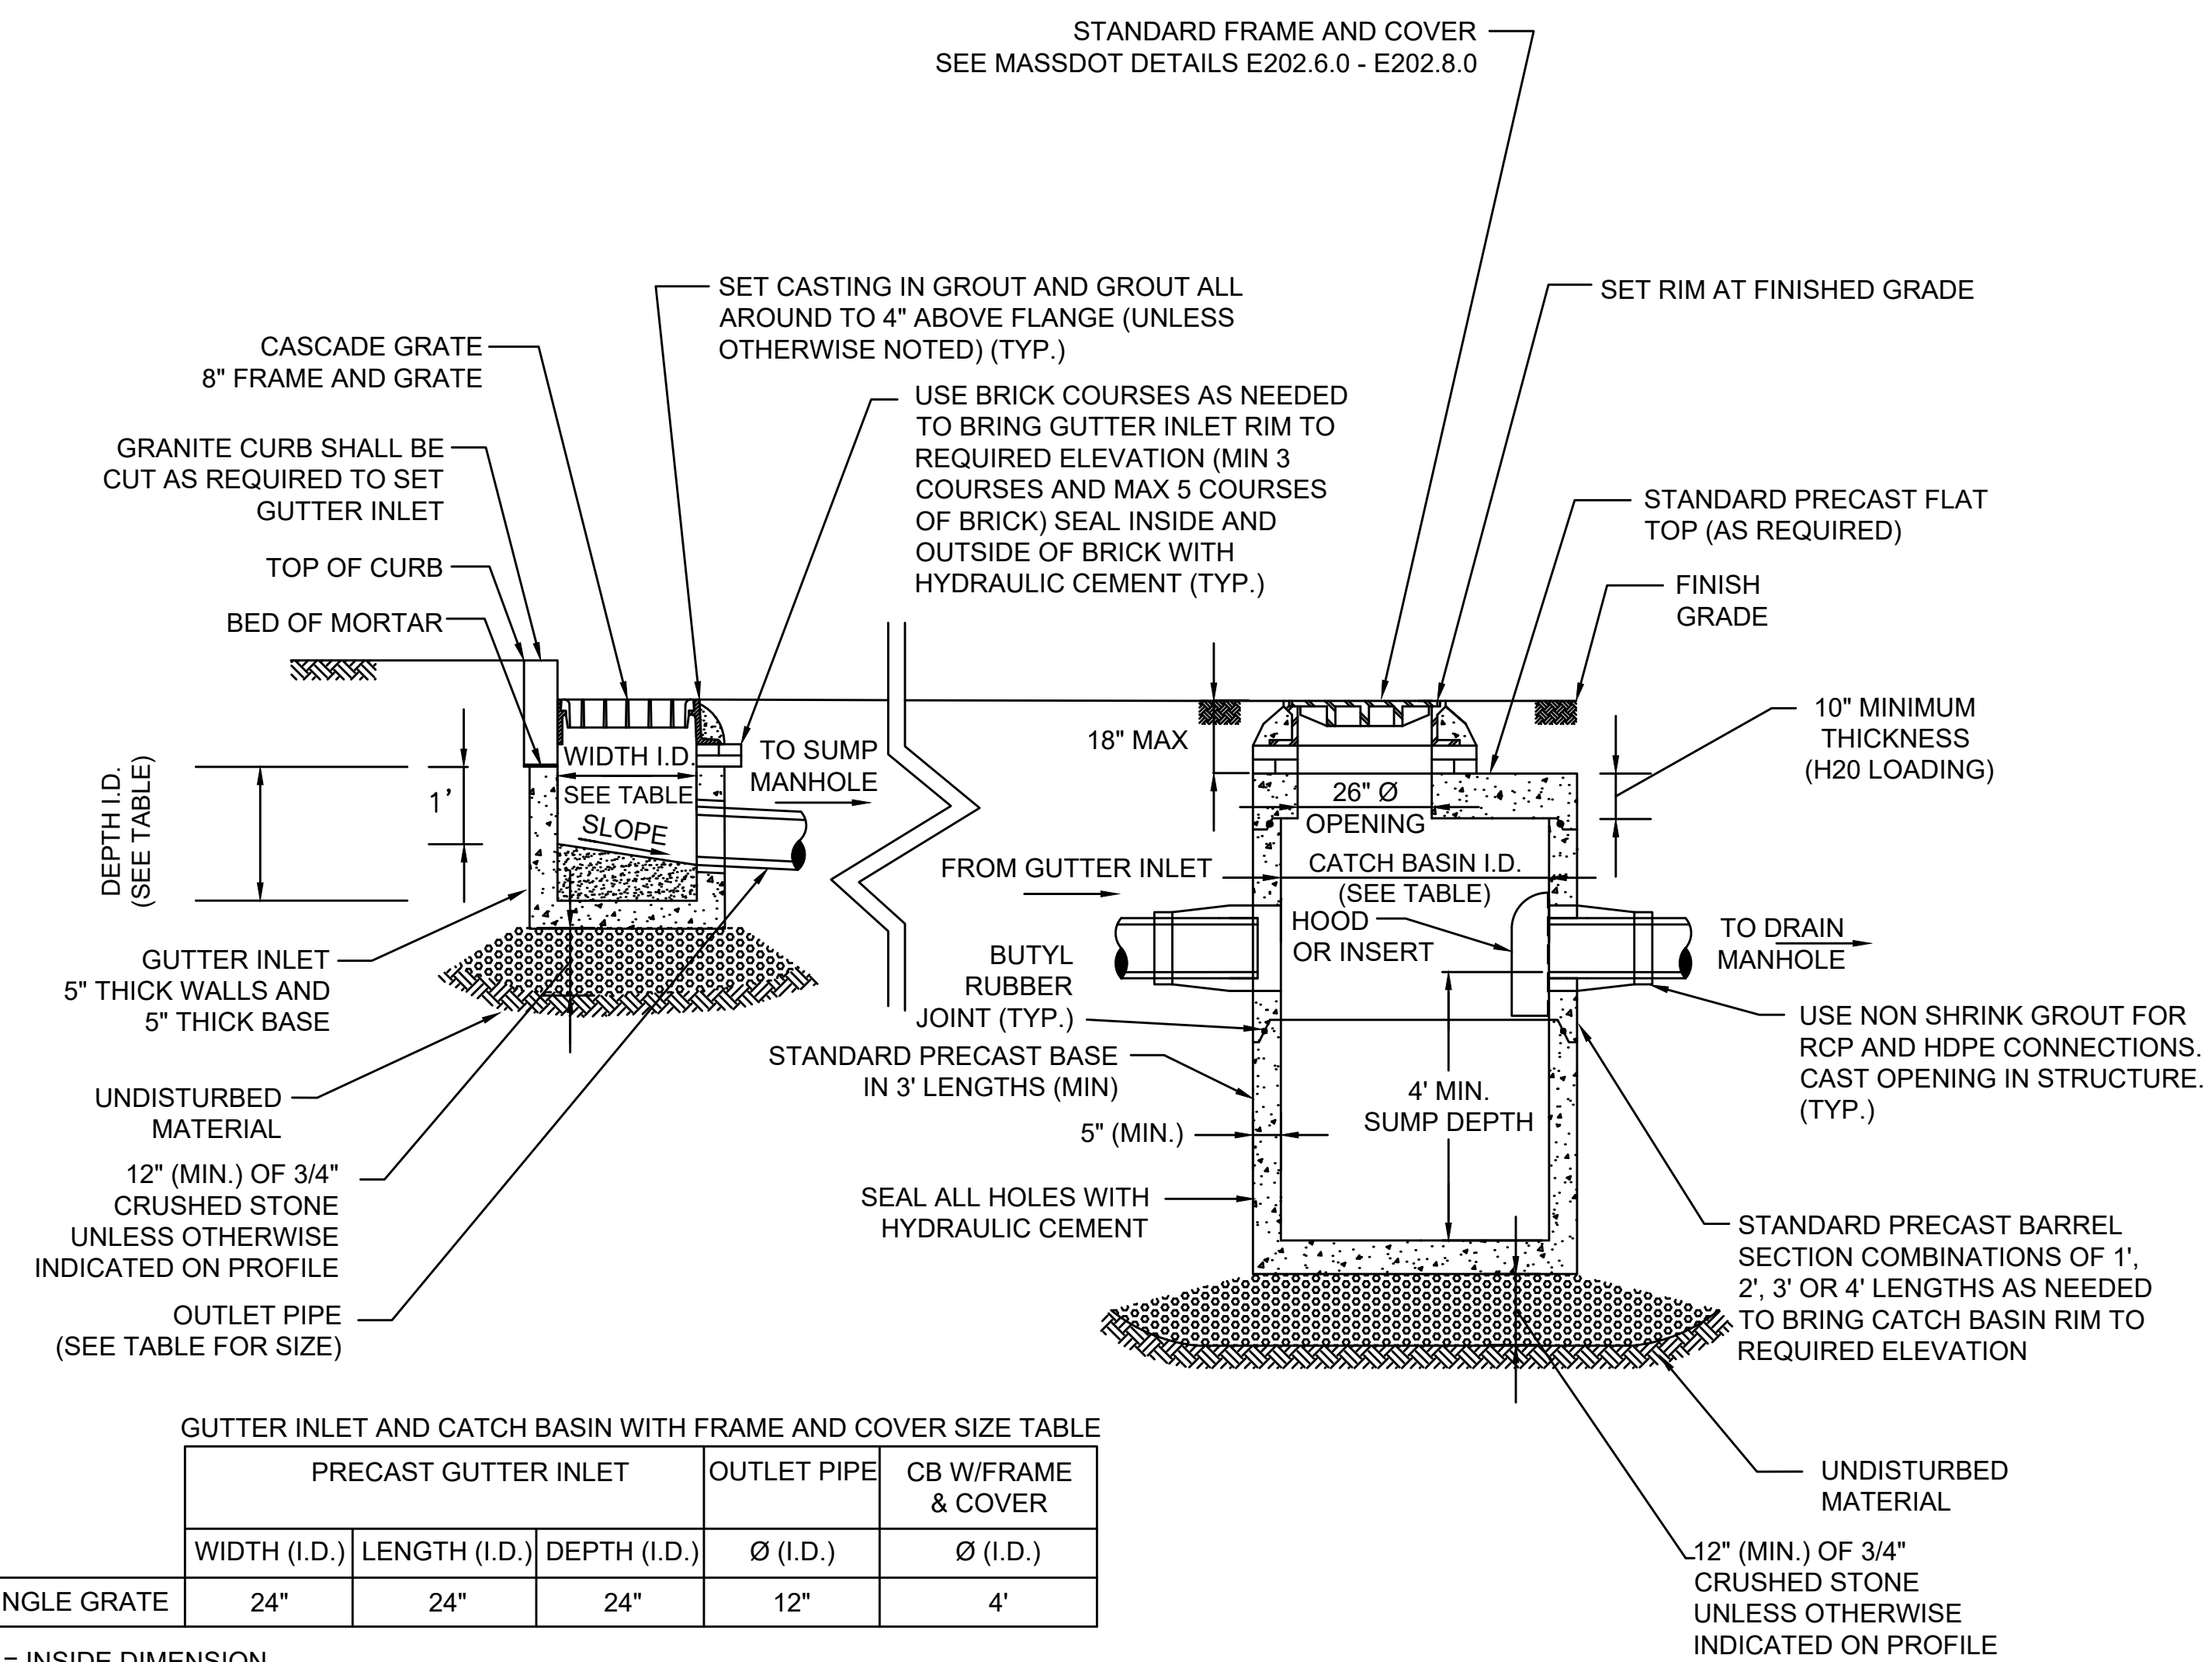 STANDARD FRAME AND COVER
SEE MASSDOT DETAILS E202.6.0 - E202.8.0
SET CASTING IN GROUT AND GROUT ALL
AROUND TO 4" ABOVE FLANGE (UNLESS
OTHERWISE NOTED) (TYP.)
SET RIM AT FINISHED GRADE
CASCADE GRATE
8" FRAME AND GRATE
USE BRICK COURSES AS NEEDED
TO BRING GUTTER INLET RIM TO
REQUIRED ELEVATION (MIN 3
COURSES AND MAX 5 COURSES
OF BRICK) SEAL INSIDE AND
OUTSIDE OF BRICK WITH
HYDRAULIC CEMENT (TYP.)
GRANITE CURB SHALL BE
CUT AS REQUIRED TO SET
GUTTER INLET
STANDARD PRECAST FLAT
TOP (AS REQUIRED)
TOP OF CURB
FINISH
GRADE
BED OF MORTAR
10" MINIMUM
THICKNESS
(H20 LOADING)
18" MAX
WIDTH I.D.
SEE TABLE
SLOPE
TO SUMP
MANHOLE
DEPTH I.D.
(SEE TABLE)
1'
26" Ø
OPENING
FROM GUTTER INLET
CATCH BASIN I.D.
(SEE TABLE)
HOOD
OR INSERT
TO DRAIN
MANHOLE
GUTTER INLET
5" THICK WALLS AND
5" THICK BASE
BUTYL
RUBBER
JOINT (TYP.)
USE NON SHRINK GROUT FOR
RCP AND HDPE CONNECTIONS.
CAST OPENING IN STRUCTURE.
(TYP.)
STANDARD PRECAST BASE
IN 3' LENGTHS (MIN)
UNDISTURBED
MATERIAL
4' MIN.
SUMP DEPTH
5" (MIN.)
12" (MIN.) OF 3/4"
CRUSHED STONE
UNLESS OTHERWISE
INDICATED ON PROFILE
SEAL ALL HOLES WITH
HYDRAULIC CEMENT
STANDARD PRECAST BARREL
SECTION COMBINATIONS OF 1',
2', 3' OR 4' LENGTHS AS NEEDED
TO BRING CATCH BASIN RIM TO
REQUIRED ELEVATION
OUTLET PIPE
(SEE TABLE FOR SIZE)
UNDISTURBED
MATERIAL
12" (MIN.) OF 3/4"
CRUSHED STONE
UNLESS OTHERWISE
INDICATED ON PROFILE
GUTTER INLET AND CATCH BASIN WITH FRAME AND COVER SIZE TABLE
PRECAST GUTTER INLET OUTLET PIPE CB W/FRAME
& COVER
WIDTH (I.D.) LENGTH (I.D.) DEPTH (I.D.) Ø (I.D.) Ø (I.D.)
NGLE GRATE 24" 24" 24" 12" 4'
= INSIDE DIMENSION